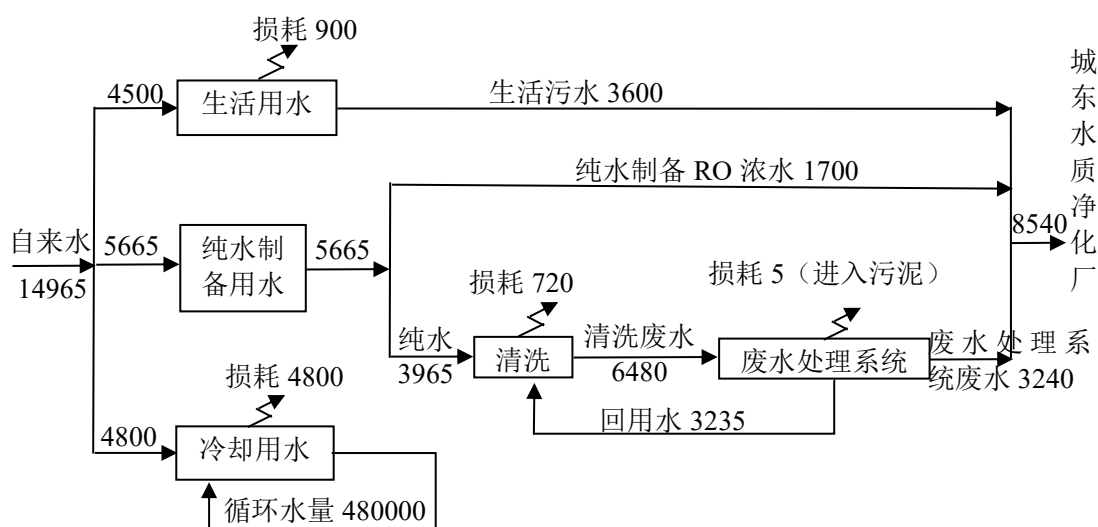 损耗 900
4500
生活用水
生活污水 3600
城东水质净化厂
纯水制备 RO 浓水 1700
自来水
14965
5665
纯水制
备用水
5665
8540
损耗 720
损耗 5（进入污泥）
纯水
3965
清洗
清洗废水
6480
废水处理系统
废水处理系
统废水 3240
回用水 3235
损耗 4800
4800
冷却用水
循环水量 480000